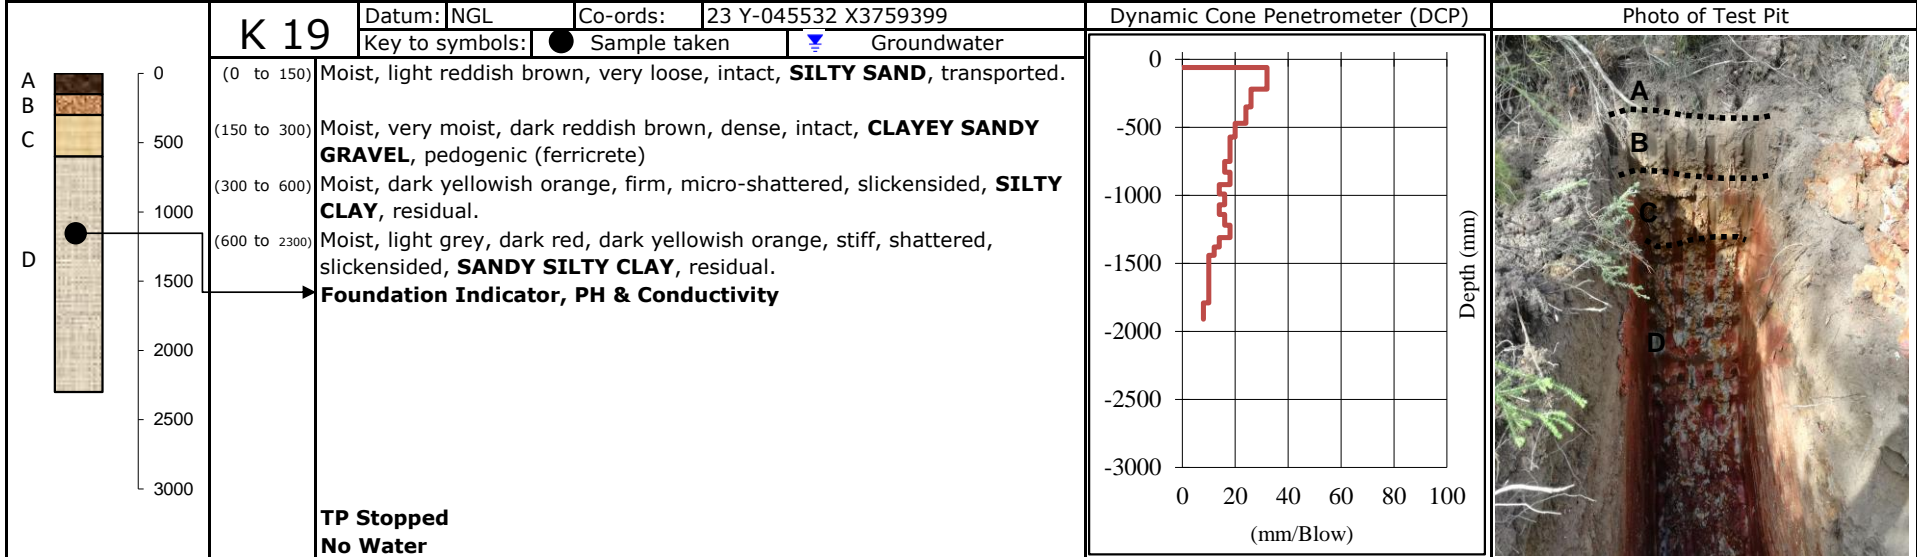 K 19
Datum: NGL Co-ords: 23 Y-045532 X3759399
Key to symbols: Sample taken Groundwater
Dynamic Cone Penetrometer (DCP)
Photo of Test Pit
A
B
C
D
0
500
1000
1500
2000
2500
3000
(0 to 150) Moist, light reddish brown, very loose, intact, SILTY SAND, transported.
(150 to 300) Moist, very moist, dark reddish brown, dense, intact, CLAYEY SANDY
GRAVEL, pedogenic (ferricrete)
(300 to 600) Moist, dark yellowish orange, firm, micro-shattered, slickensided, SILTY
CLAY, residual.
(600 to 2300) Moist, light grey, dark red, dark yellowish orange, stiff, shattered,
slickensided, SANDY SILTY CLAY, residual.
Foundation Indicator, PH & Conductivity
TP Stopped
No Water
0
-500
-1000
-1500
-2000
-2500
-3000
0 20 40 60 80 100
(mm/Blow)
Depth (mm)
A
B
C
D